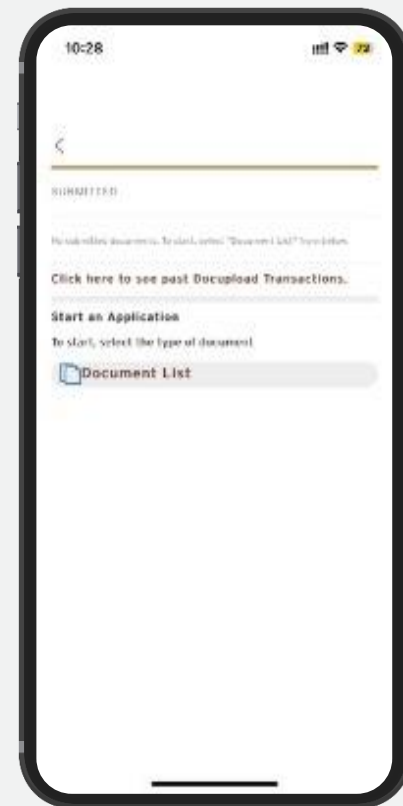 10:28
73
SUBMITTED
No submitted documents. To start, select "Document List" from below.
Click here to see past Docupload Transactions.
Start an Application
To start, select the type of document
Document List